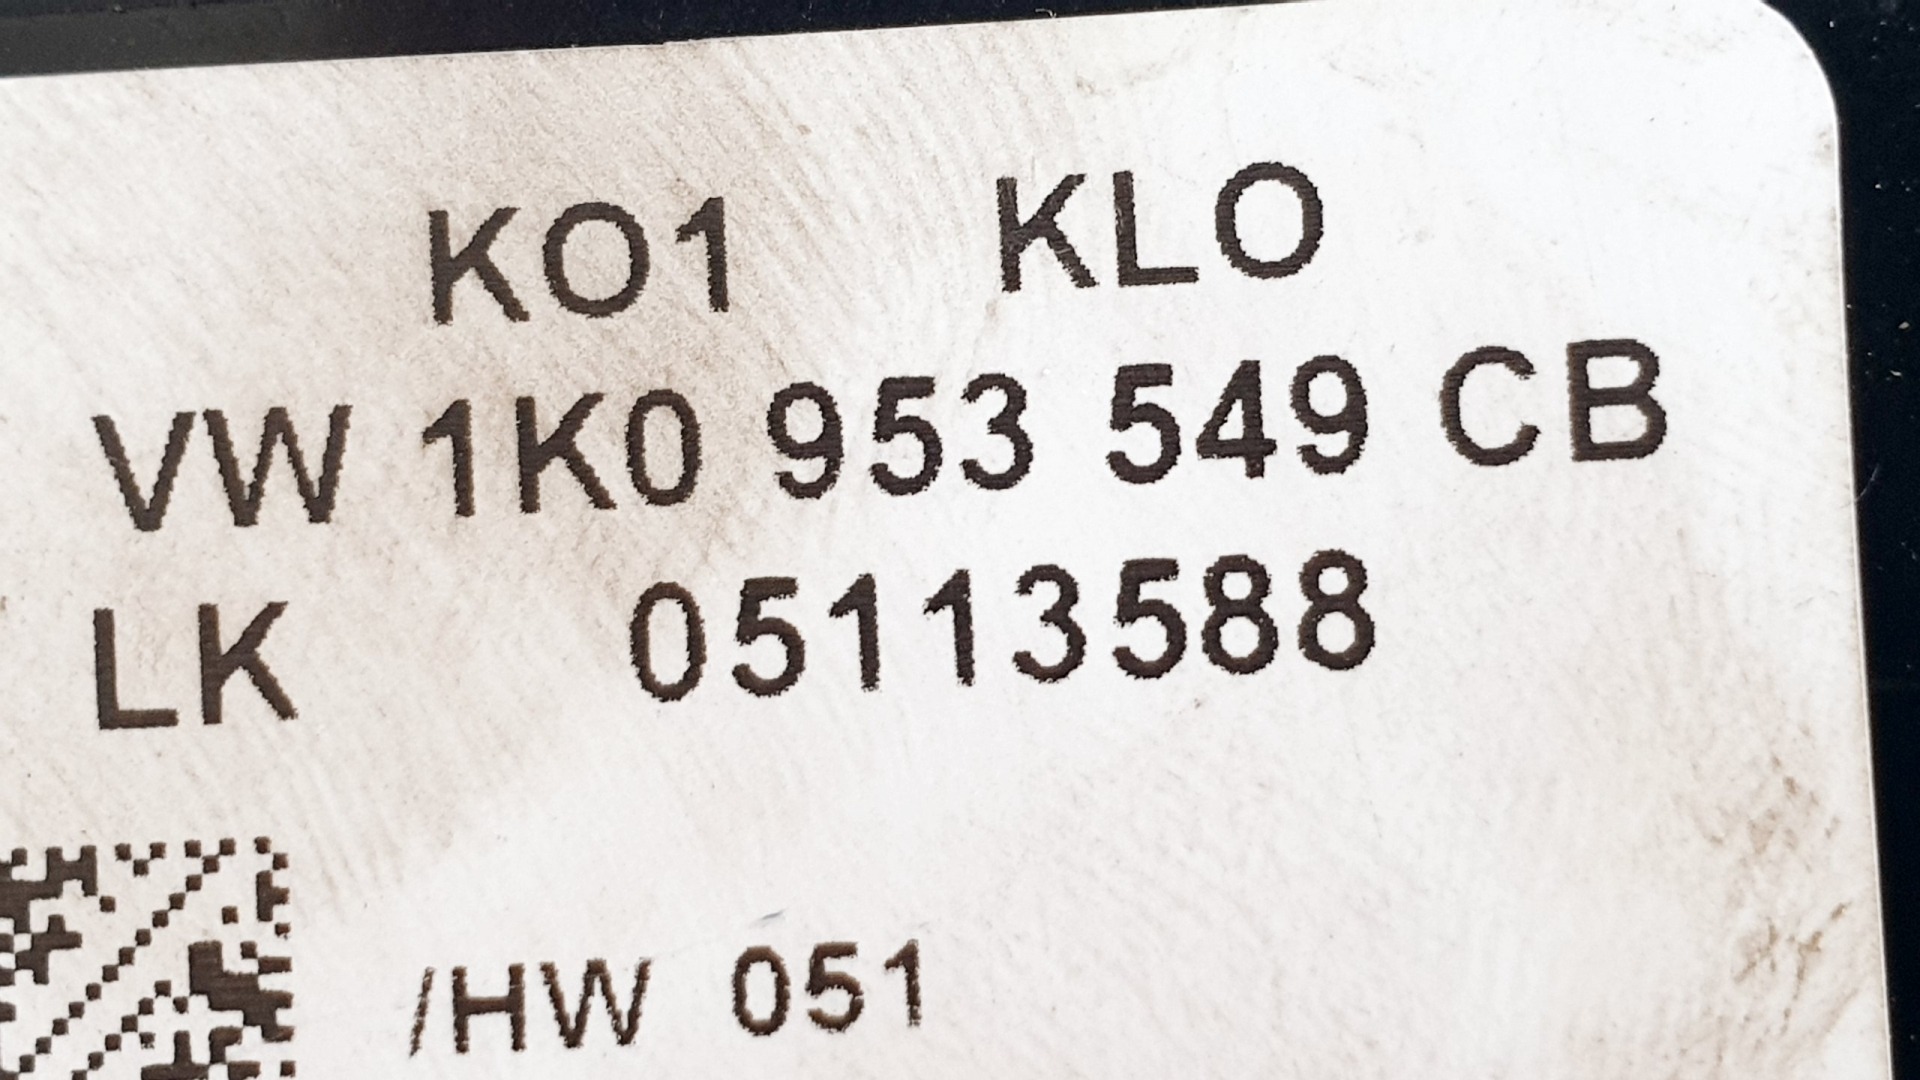 KO1 KLO
VW 1K0 953 549 CB
LK 05113588
/HW 051